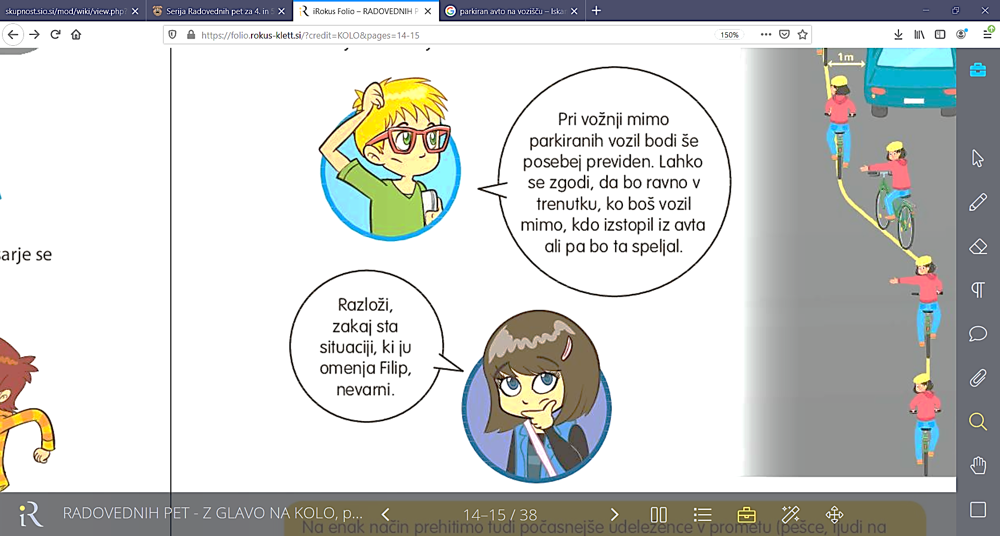 skupnost.sio.si/mod/wiki/view.php?
Serija Radovednih pet za 4. in 5
iRokus Folio – RADOVEDNIH P
parkiran avto na vozišču – Iskan
https://folio.rokus-klett.si/?credit=KOLO&pages=14-15
150%
1m
Pri vožnji mimo
parkiranih vozil bodi še
posebej previden. Lahko
se zgodi, da bo ravno v
trenutku, ko boš vozil
mimo, kdo izstopil iz avta
ali pa bo ta speljal.
sarje se
Razloži,
zakaj sta
situaciji, ki ju
omenja Filip,
nevarni.
iR
RADOVEDNIH PET - Z GLAVO NA KOLO, p...
14–15 / 38
Na enak način prehitimo tudi počasnejše udeležence v prometu (pešce, ljudi na